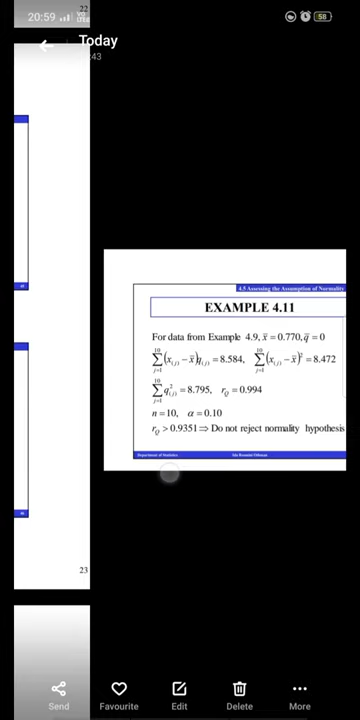 20:59
58
Today
:43
22
4.5 Assessing the Assumption of Normality
EXAMPLE 4.11
For data from Example 4.9, x̄ = 0.770, q̄ = 0
∑_{j=1}^{10} (x_(j) − x̄)q_(j) = 8.584, ∑_{j=1}^{10} (x_(j) − x̄)² = 8.472
∑_{j=1}^{10} q²_(j) = 8.795, r_Q = 0.994
n = 10, α = 0.10
r_Q > 0.9351 ⇒ Do not reject normality hypothesis
Department of Statistics
23
Send Favourite Edit Delete More